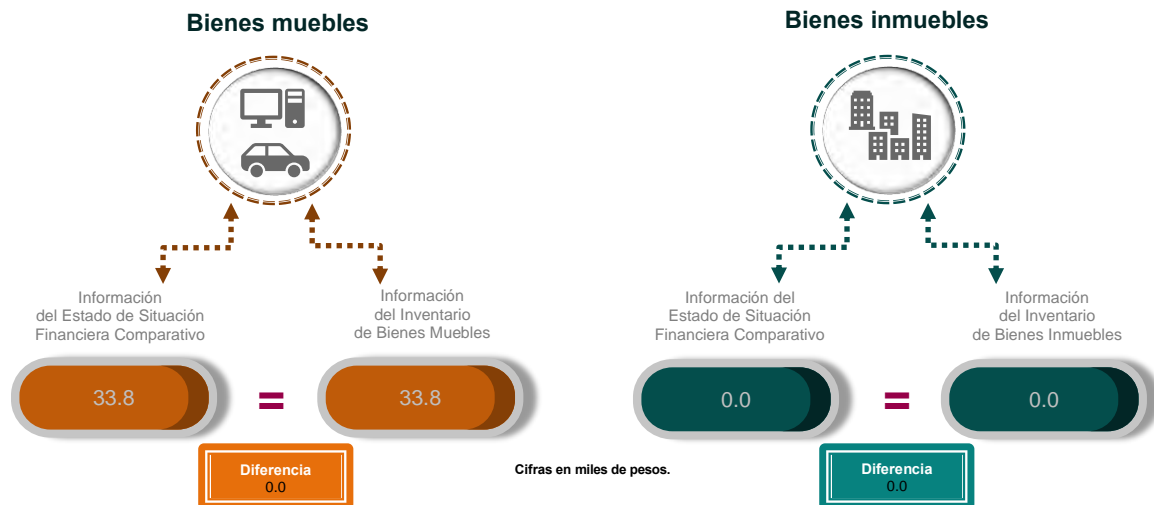 Bienes muebles
Información
del Estado de Situación
Financiera Comparativo
Información
del Inventario
de Bienes Muebles
33.8
=
33.8
Diferencia
0.0
Cifras en miles de pesos.
Bienes inmuebles
Información del
Estado de Situación
Financiera Comparativo
Información
del Inventario
de Bienes Inmuebles
0.0
=
0.0
Diferencia
0.0